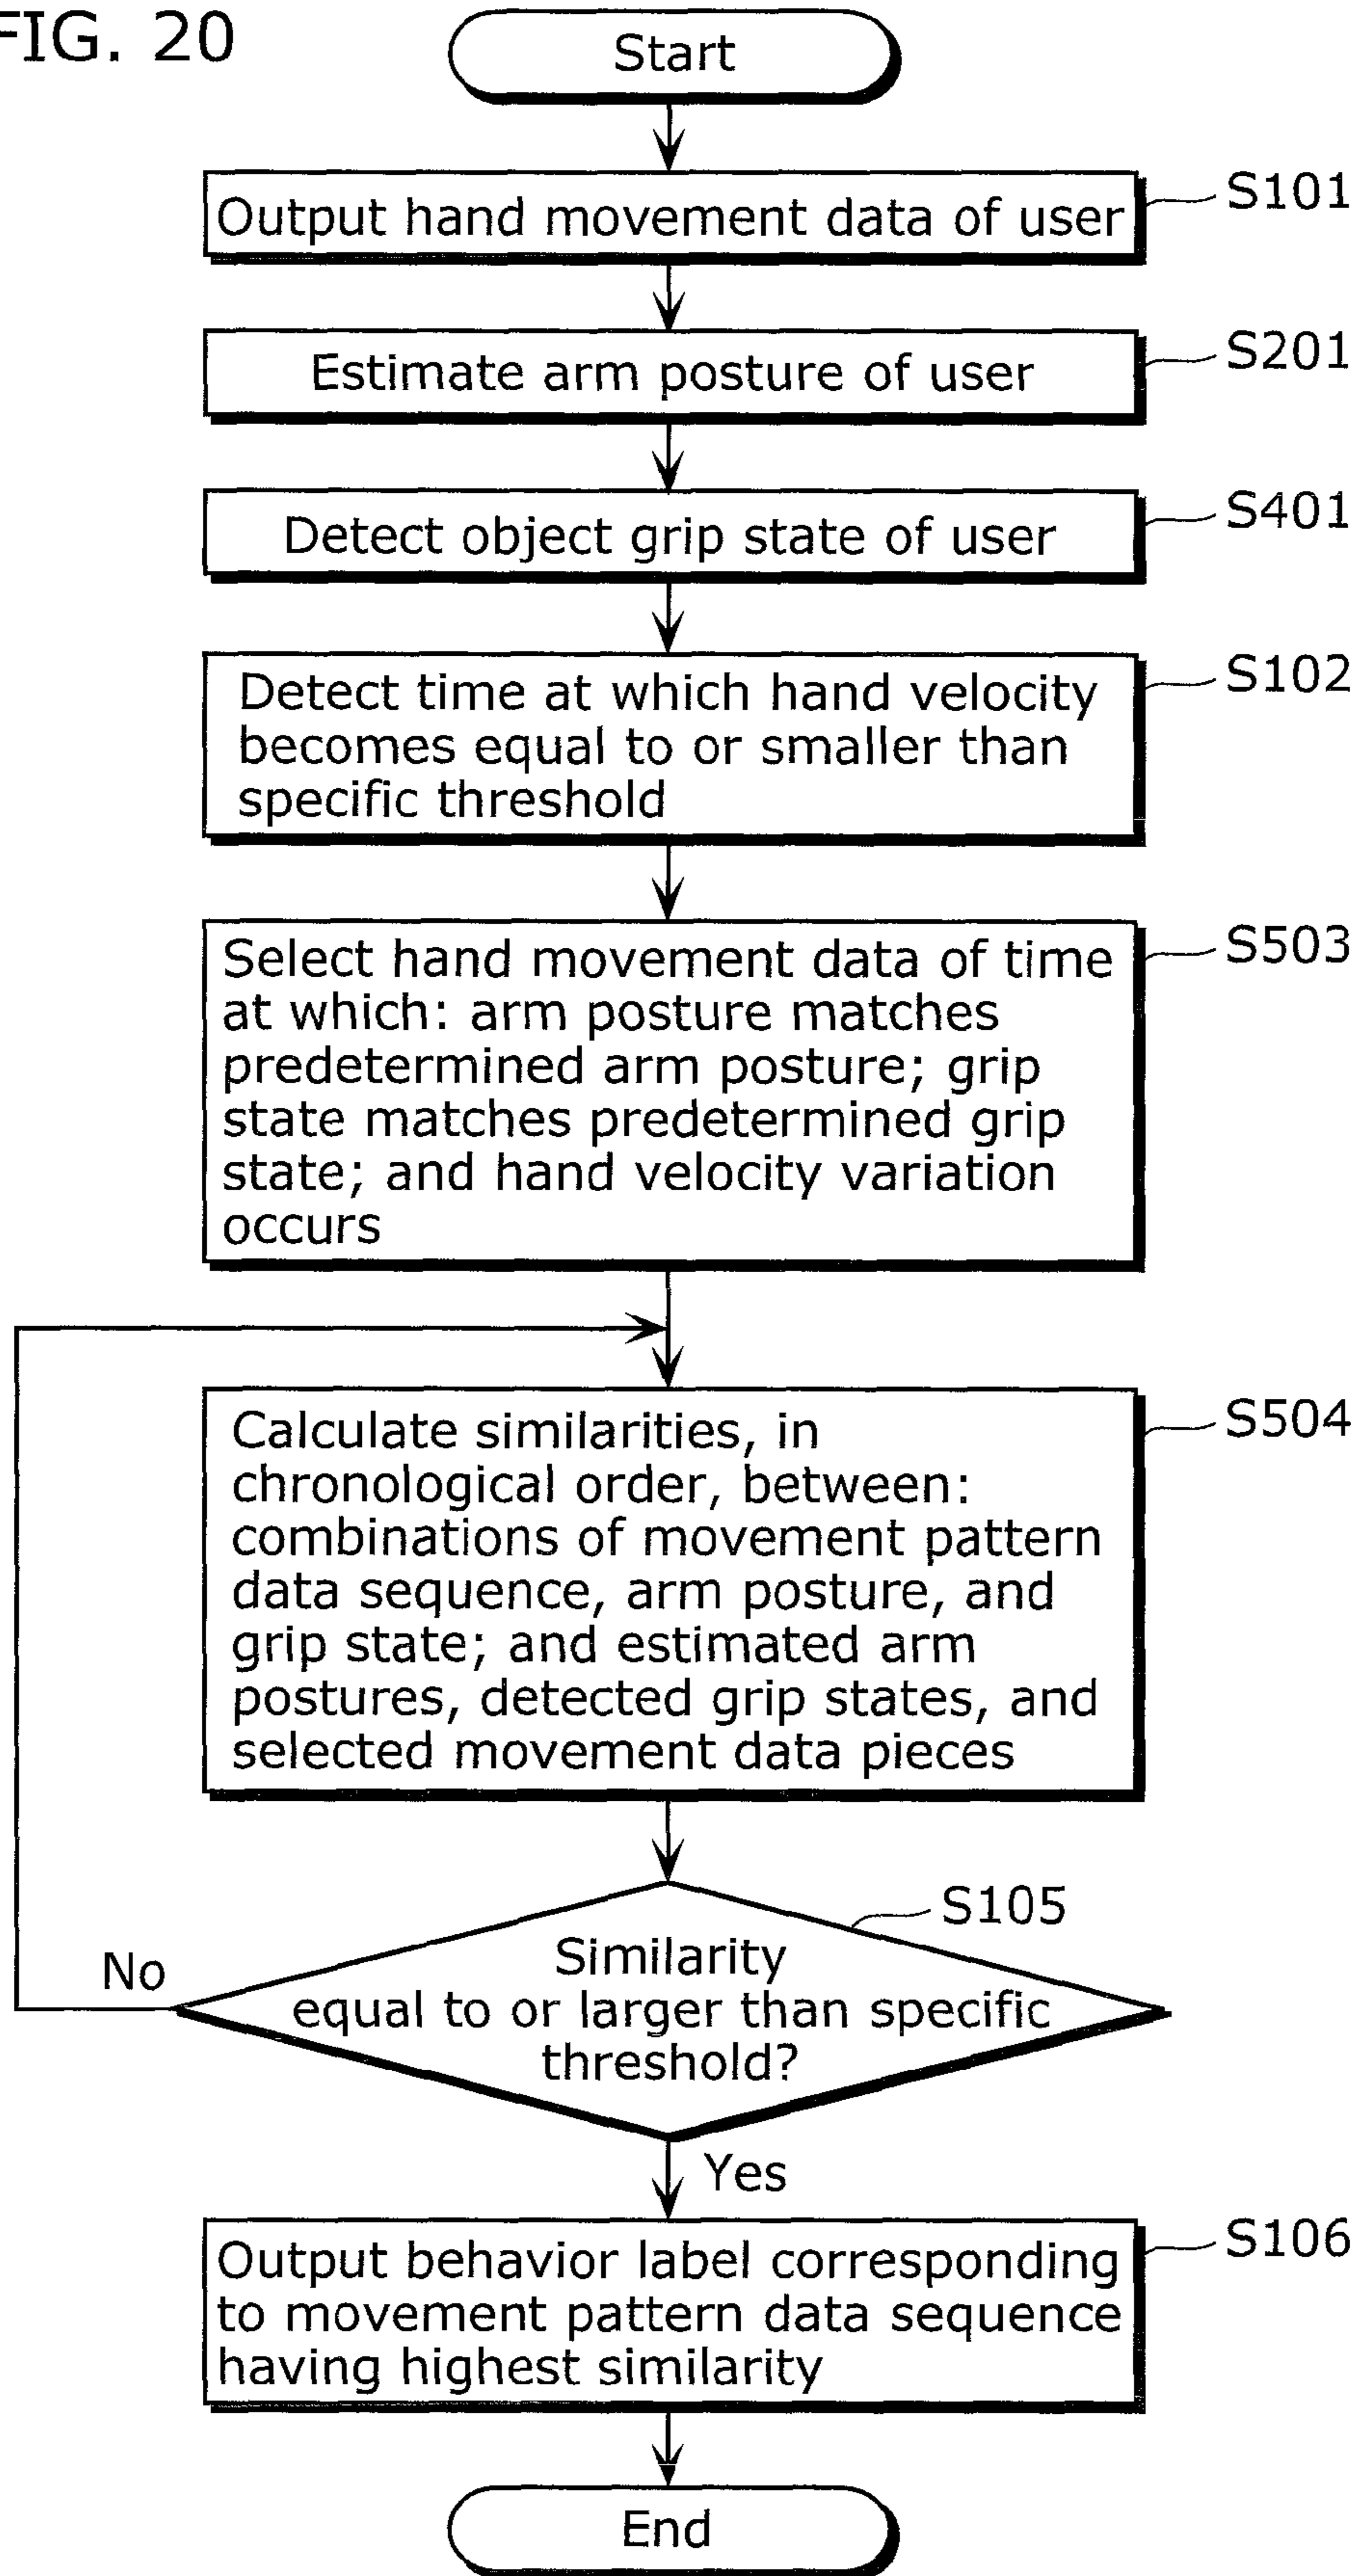 FIG. 20
Start
Output hand movement data of user
S101
Estimate arm posture of user
S201
Detect object grip state of user
S401
Detect time at which hand velocity
becomes equal to or smaller than
specific threshold
S102
Select hand movement data of time
at which: arm posture matches
predetermined arm posture; grip
state matches predetermined grip
state; and hand velocity variation
occurs
S503
Calculate similarities, in
chronological order, between:
combinations of movement pattern
data sequence, arm posture, and
grip state; and estimated arm
postures, detected grip states, and
selected movement data pieces
S504
S105
Similarity
equal to or larger than specific
threshold?
No
Yes
Output behavior label corresponding
to movement pattern data sequence
having highest similarity
S106
End